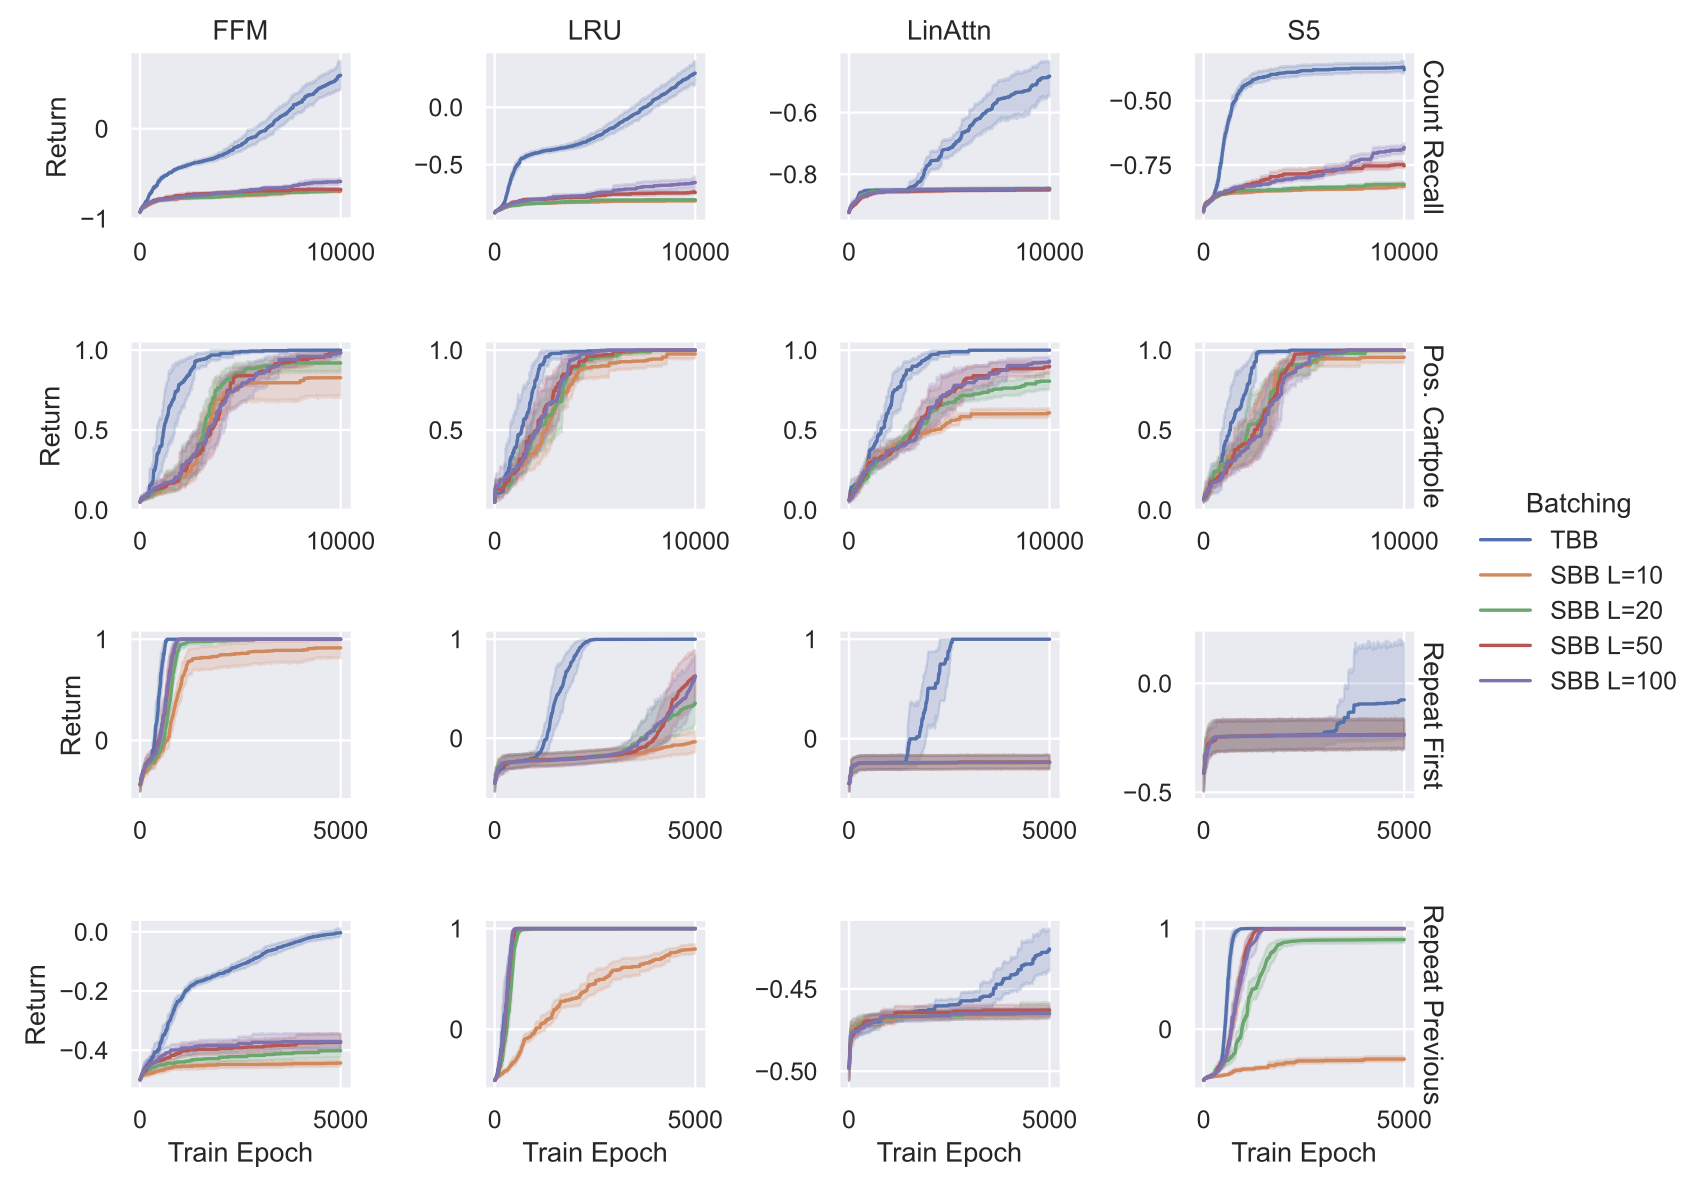 FFM LRU LinAttn S5
Return
0
−1
0 10000
0.0
−0.5
0 10000
−0.6
−0.8
0 10000
−0.50
−0.75
0 10000
Count Recall
Return
1.0
0.5
0.0
0 10000
1.0
0.5
0 10000
1.0
0.5
0.0
0 10000
1.0
0.5
0.0
0 10000
Pos. Cartpole
Return
1
0
0 5000
1
0
0 5000
1
0
0 5000
0.0
−0.5
0 5000
Repeat First
Return
0.0
−0.2
−0.4
0 5000
Train Epoch
1
0
0 5000
Train Epoch
−0.45
−0.50
0 5000
Train Epoch
1
0
0 5000
Train Epoch
Repeat Previous
Batching
TBB
SBB L=10
SBB L=20
SBB L=50
SBB L=100